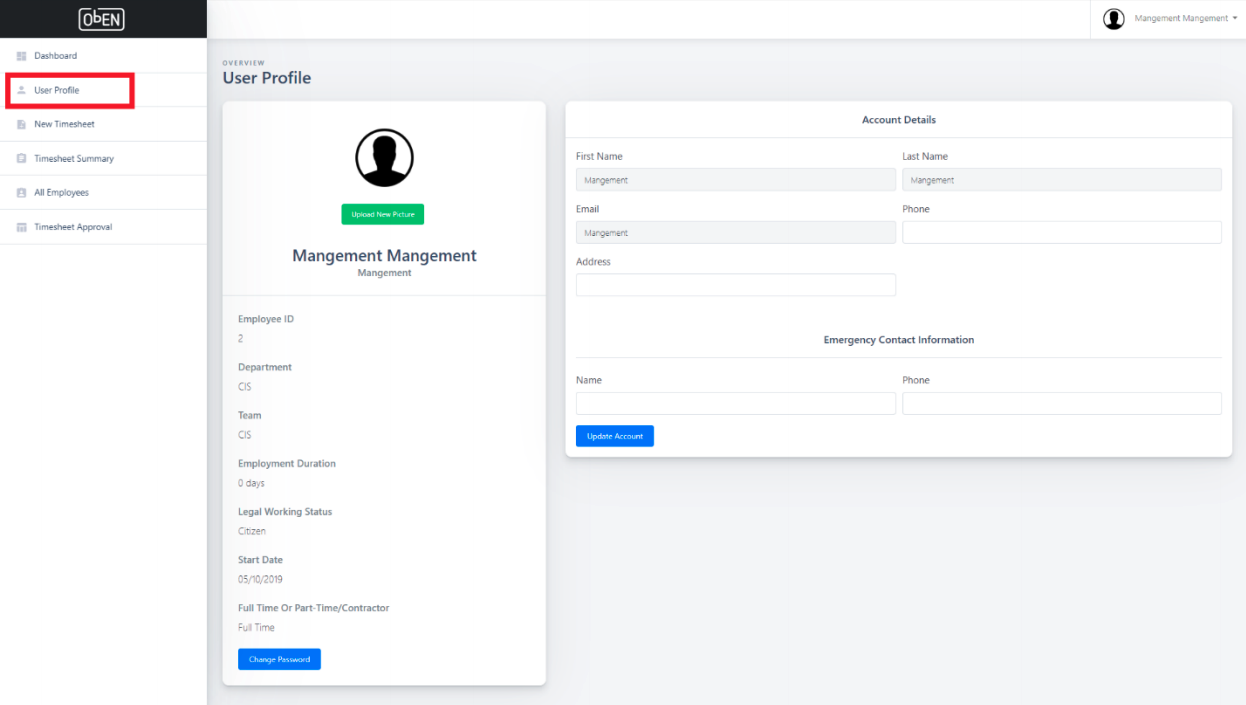 ObEN
Mangement Mangement
Dashboard
User Profile
New Timesheet
Timesheet Summary
All Employees
Timesheet Approval
OVERVIEW
User Profile
Upload New Picture
Mangement Mangement
Mangement
Employee ID
2
Department
CIS
Team
CIS
Employment Duration
0 days
Legal Working Status
Citizen
Start Date
05/10/2019
Full Time Or Part-Time/Contractor
Full Time
Change Password
Account Details
First Name
Last Name
Mangement
Mangement
Email
Phone
Mangement
Address
Emergency Contact Information
Name
Phone
Update Account